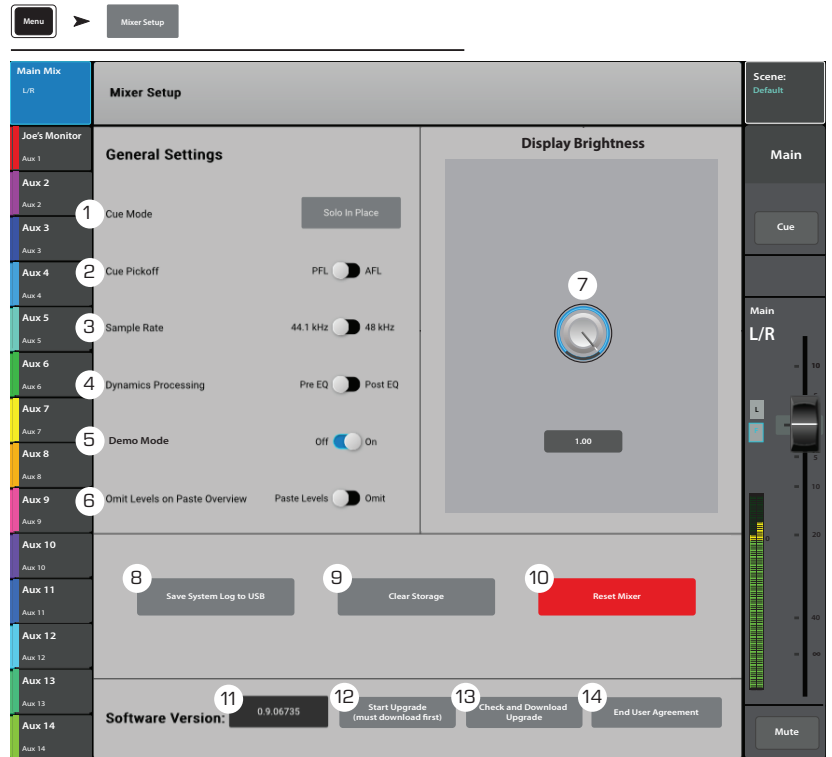 Menu
Mixer Setup
Main Mix
L/R
Mixer Setup
Scene:
Default
Joe's Monitor
Aux 1
Aux 2
Aux 2
Aux 3
Aux 3
Aux 4
Aux 4
Aux 5
Aux 5
Aux 6
Aux 6
Aux 7
Aux 7
Aux 8
Aux 8
Aux 9
Aux 9
Aux 10
Aux 10
Aux 11
Aux 11
Aux 12
Aux 12
Aux 13
Aux 13
Aux 14
Aux 14
General Settings
1 Cue Mode Solo In Place
2 Cue Pickoff PFL AFL
3 Sample Rate 44.1 kHz 48 kHz
4 Dynamics Processing Pre EQ Post EQ
5 Demo Mode Off On
6 Omit Levels on Paste Overview Paste Levels Omit
Display Brightness
7
1.00
8 Save System Log to USB
9 Clear Storage
10 Reset Mixer
Software Version:
11 0.9.06735
12 Start Upgrade
(must download first)
13 Check and Download
Upgrade
14 End User Agreement
Main
Cue
Main
L/R
10
L
5
10
0
20
40
∞
Mute